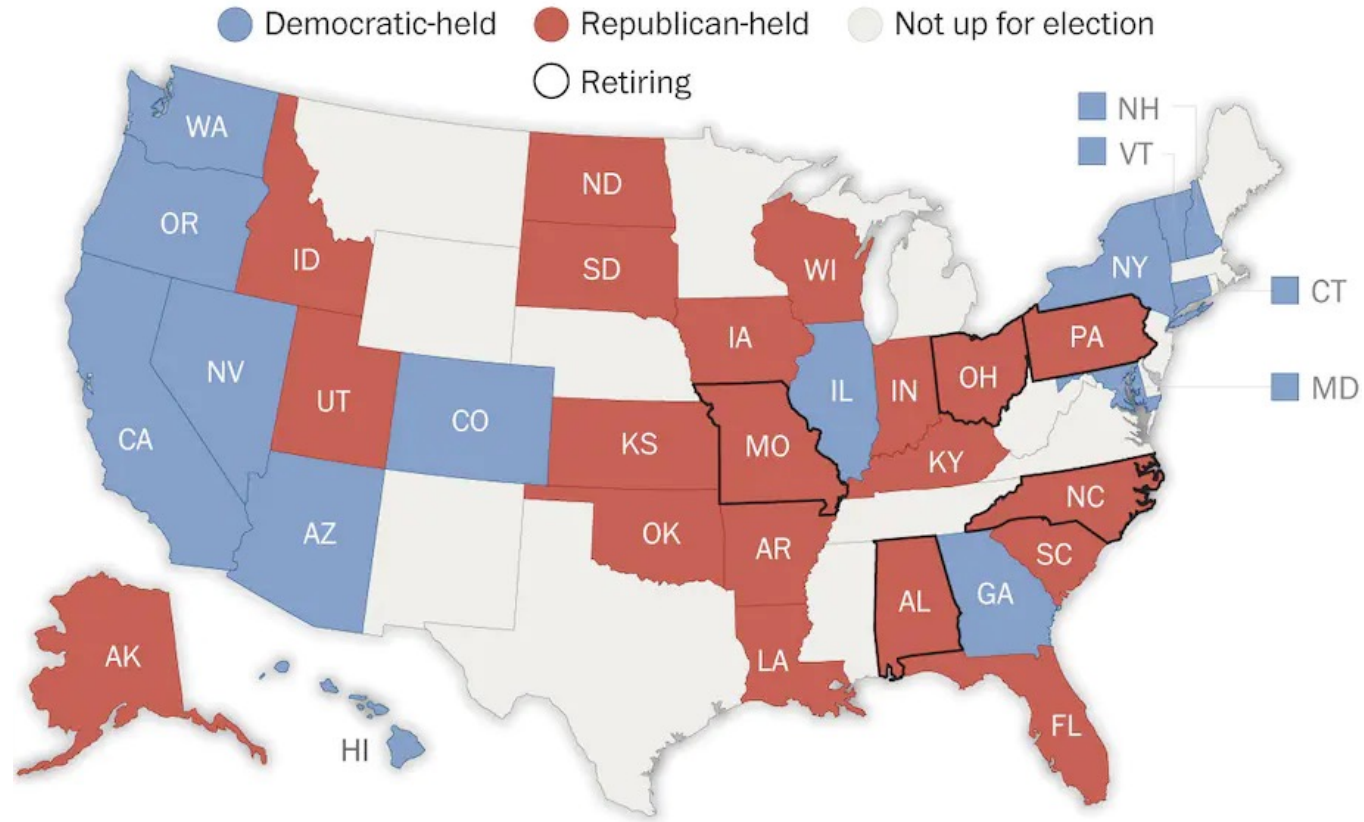 Democratic-held Republican-held Not up for election
Retiring
NH
WA
VT
ND
OR
ID
SD
WI
NY
CT
IA
PA
NV
UT
CO
IL
IN
OH
MD
CA
KS
MO
KY
NC
AZ
OK
AR
SC
AL
GA
AK
LA
FL
HI